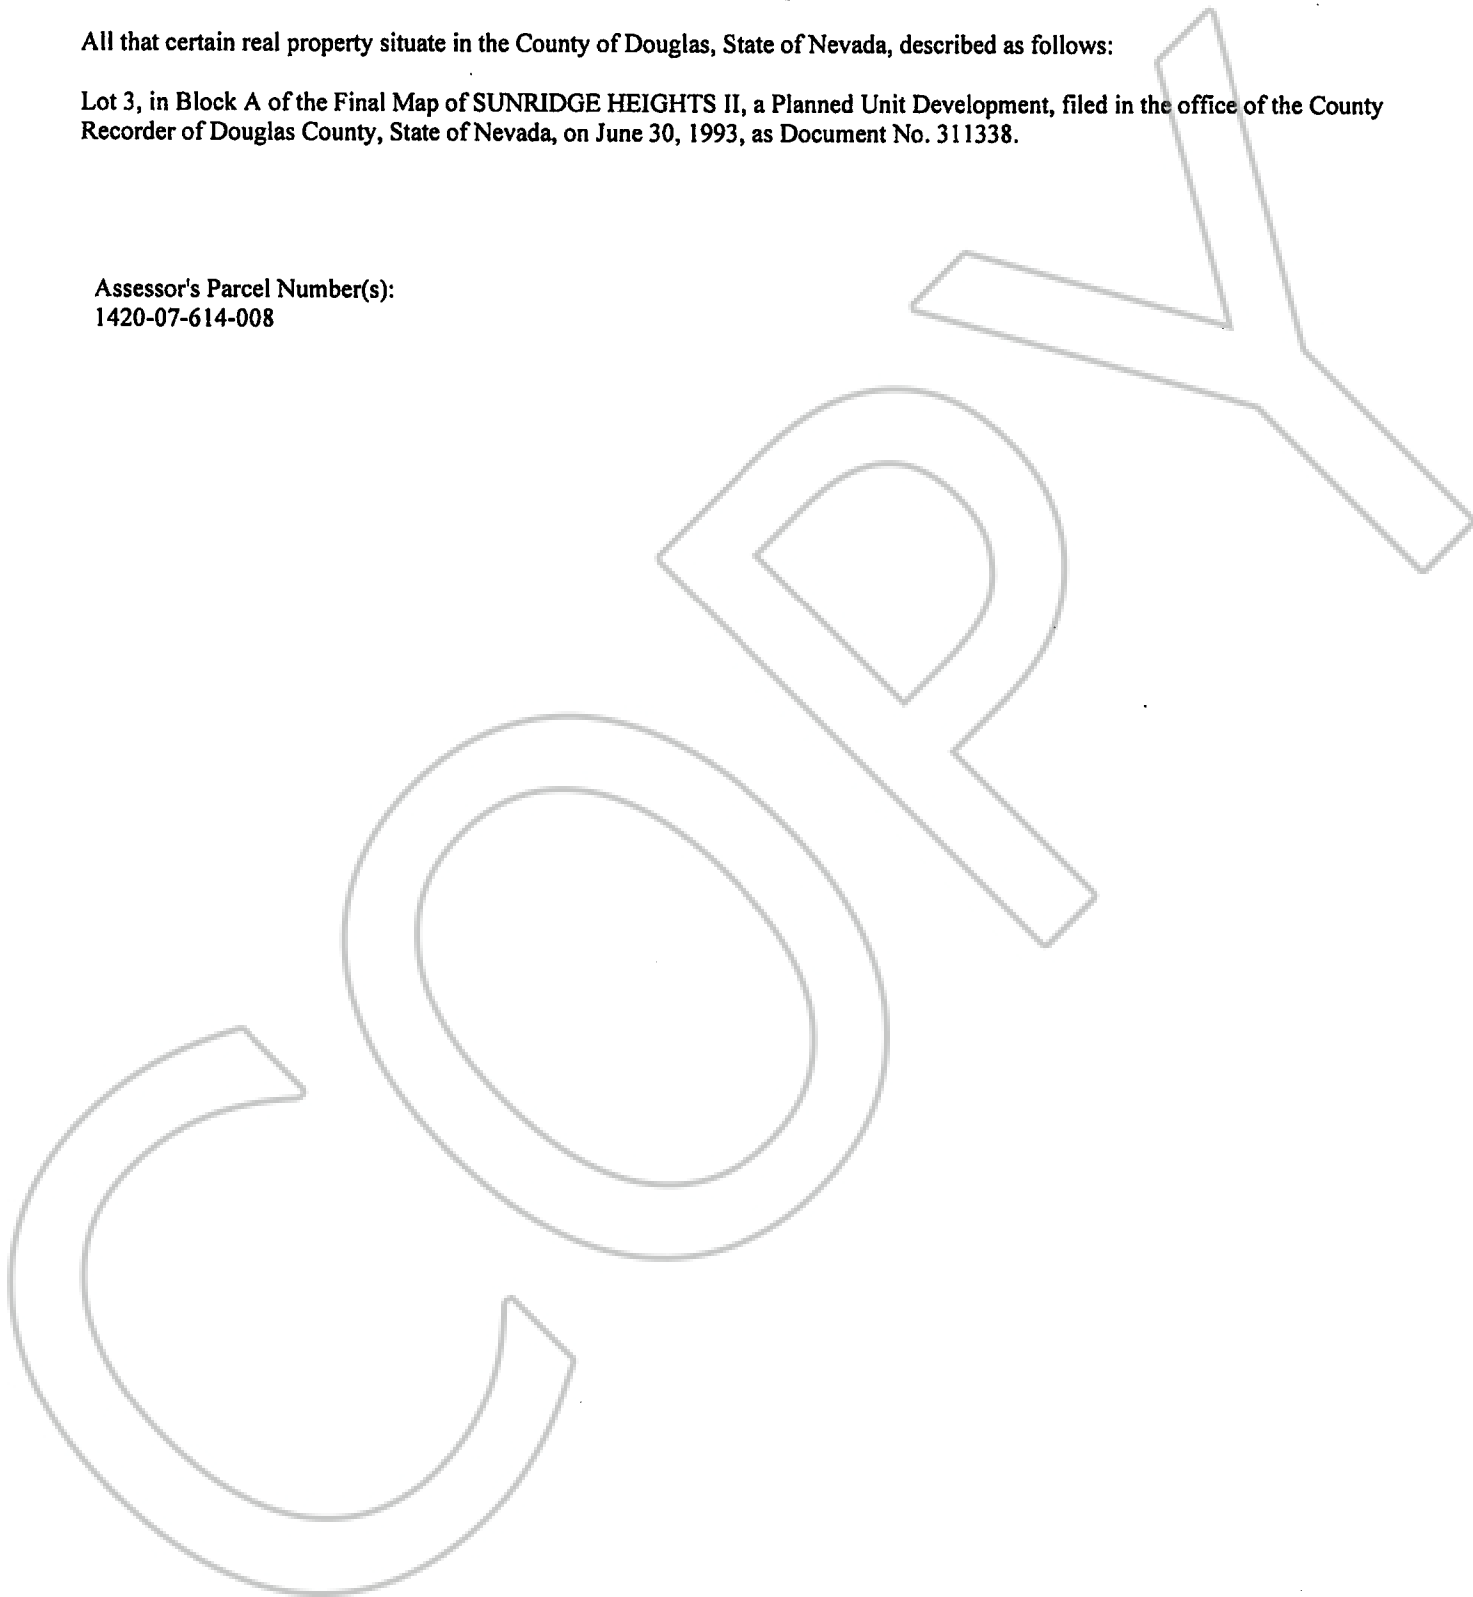 All that certain real property situate in the County of Douglas, State of Nevada, described as follows:
Lot 3, in Block A of the Final Map of SUNRIDGE HEIGHTS II, a Planned Unit Development, filed in the office of the County
Recorder of Douglas County, State of Nevada, on June 30, 1993, as Document No. 311338.
Assessor's Parcel Number(s):
1420-07-614-008
COPY